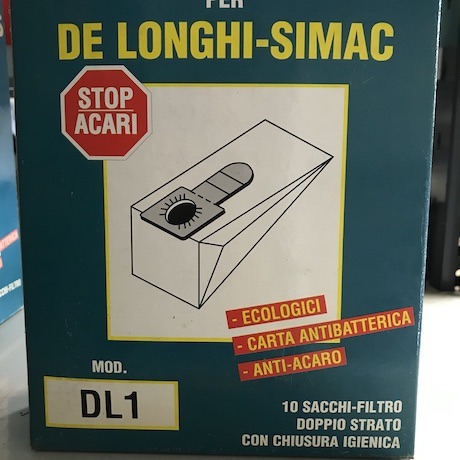 PER
DE LONGHI-SIMAC
STOP
ACARI
- ECOLOGICI
- CARTA ANTIBATTERICA
- ANTI-ACARO
MOD.
DL1
10 SACCHI-FILTRO
DOPPIO STRATO
CON CHIUSURA IGIENICA